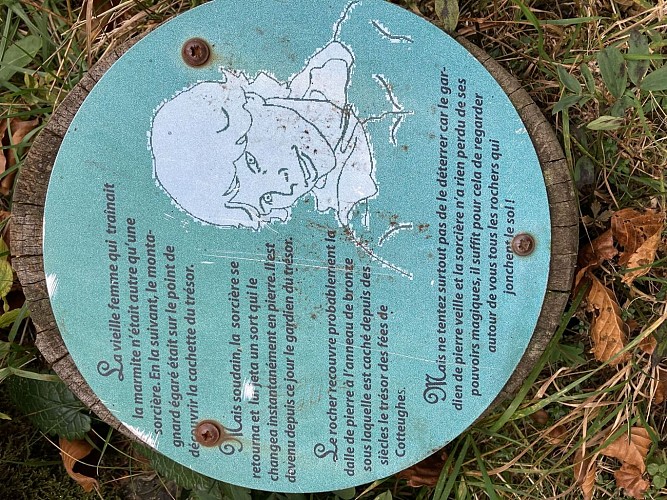 La vieille femme qui trainait
la marmite n'était autre qu'une
sorcière. En la suivant, le monta-
gnard égaré était sur le point de
découvrir la cachette du trésor.
Mais soudain, la sorcière se
retourna et lui jeta un sort qui le
changea instantanément en pierre. Il est
devenu depuis ce jour le gardien du trésor.
Le rocher recouvre probablement la
dalle de pierre à l'anneau de bronze
sous laquelle est caché depuis des
siècles le trésor des fées de
Cotteughes.
Mais ne tentez surtout pas de le déterrer car le gar-
dien de pierre veille et la sorcière n'a rien perdu de ses
pouvoirs magiques, il suffit pour cela de regarder
autour de vous tous les rochers qui
jonchent le sol !